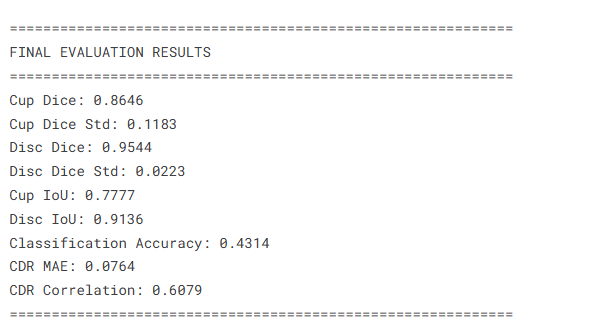 ============================================================
FINAL EVALUATION RESULTS
============================================================
Cup Dice: 0.8646
Cup Dice Std: 0.1183
Disc Dice: 0.9544
Disc Dice Std: 0.0223
Cup IoU: 0.7777
Disc IoU: 0.9136
Classification Accuracy: 0.4314
CDR MAE: 0.0764
CDR Correlation: 0.6079
============================================================